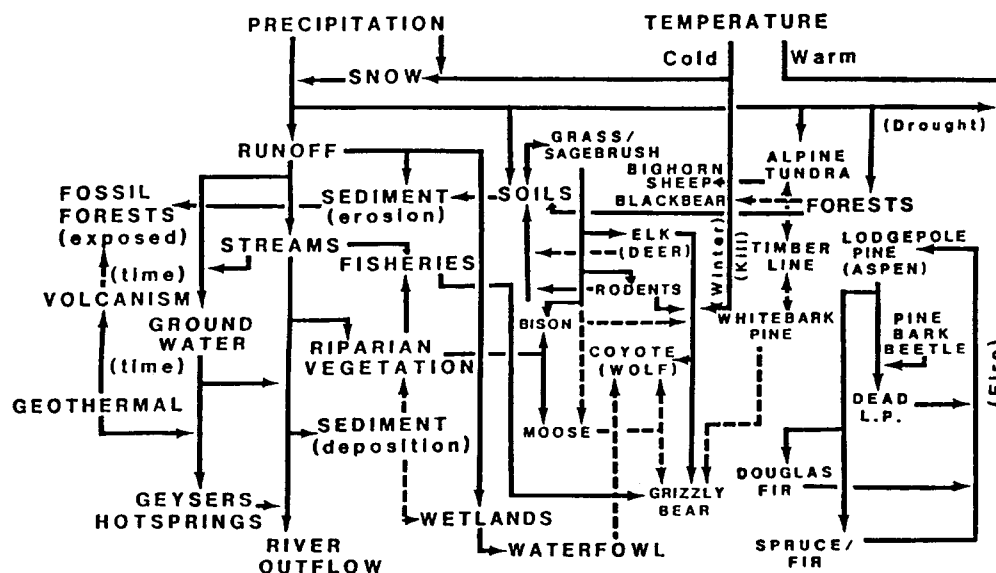 PRECIPITATION
TEMPERATURE
Cold
Warm
SNOW
(Drought)
RUNOFF
GRASS/
SAGEBRUSH
BIGHORN
SHEEP
ALPINE
TUNDRA
FOSSIL
FORESTS
(exposed)
SEDIMENT
(erosion)
SOILS
BLACKBEAR
FORESTS
STREAMS
FISHERIES
ELK
(DEER)
(Winter)
(Kill)
TIMBER
LINE
LODGEPOLE
PINE
(ASPEN)
(time)
VOLCANISM
RODENTS
GROUND
WATER
BISON
WHITEBARK
PINE
PINE
BARK
BEETLE
RIPARIAN
VEGETATION
COYOTE
(WOLF)
(time)
(Fire)
GEOTHERMAL
DEAD
L.P.
SEDIMENT
(deposition)
MOOSE
DOUGLAS
FIR
GEYSERS
HOTSPRINGS
GRIZZLY
BEAR
WETLANDS
RIVER
OUTFLOW
WATERFOWL
SPRUCE/
FIR